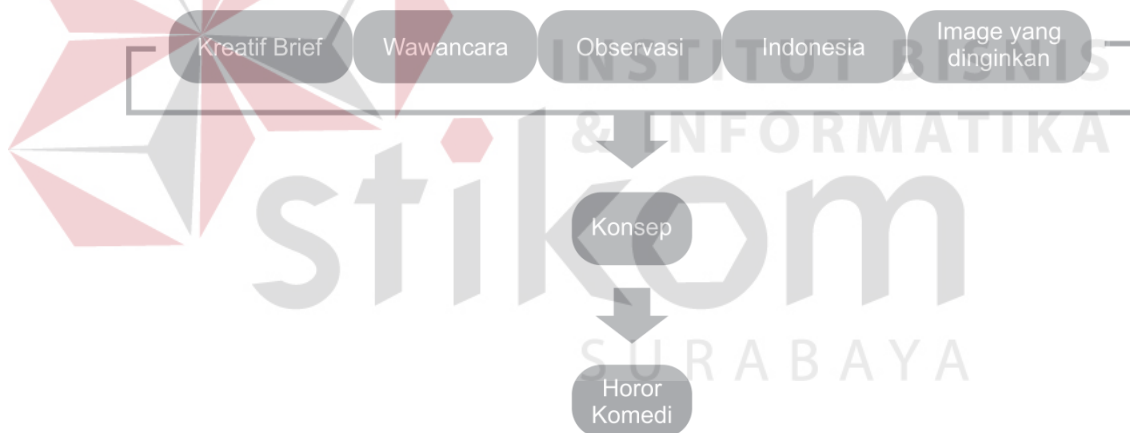 Kreatif Brief
Wawancara
Observasi
Indonesia
Image yang
dinginkan
INSTITUT BISNIS
& INFORMATIKA
stikom
Konsep
SURABAYA
Horor
Komedi